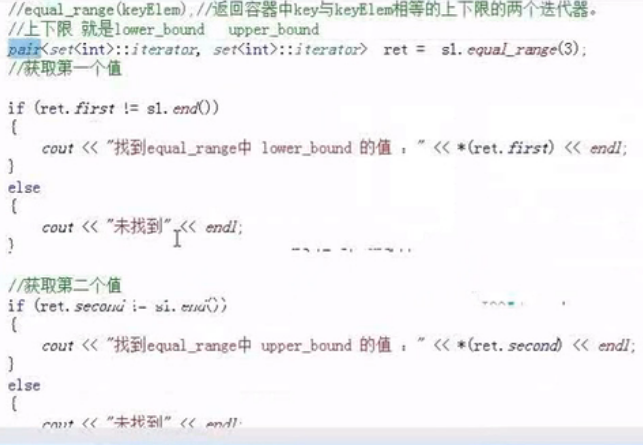 //equal_range(keyElem),//返回容器中key与keyElem相等的上下限的两个迭代器。
//上下限 就是lower_bound   upper_bound
pair<set<int>::iterator, set<int>::iterator>  ret =  s1.equal_range(3);
//获取第一个值
if (ret.first != s1.end())
{
cout << "找到equal_range中 lower_bound 的值 : " << *(ret.first) << endl;
}
else
{
cout << "未找到" << endl;
}
//获取第二个值
if (ret.second != s1.end())
{
cout << "找到equal_range中 upper_bound 的值 : " << *(ret.second) << endl;
}
else
{
cout << "未找到" << endl;